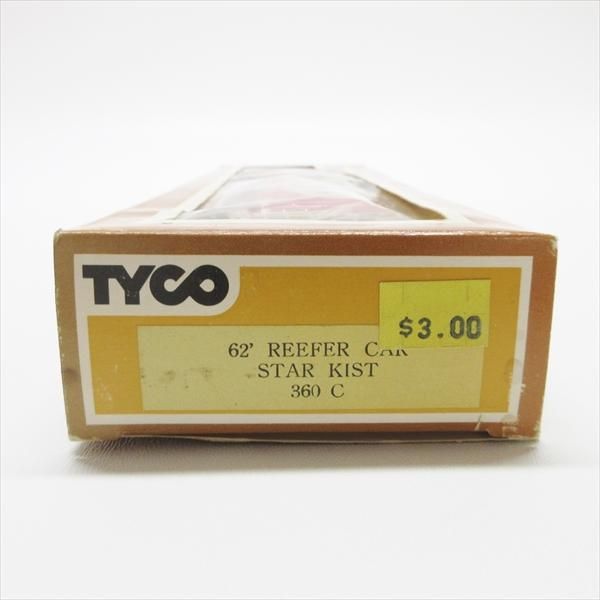 TYCO
$3.00
62' REEFER CAR
STAR KIST
360 C